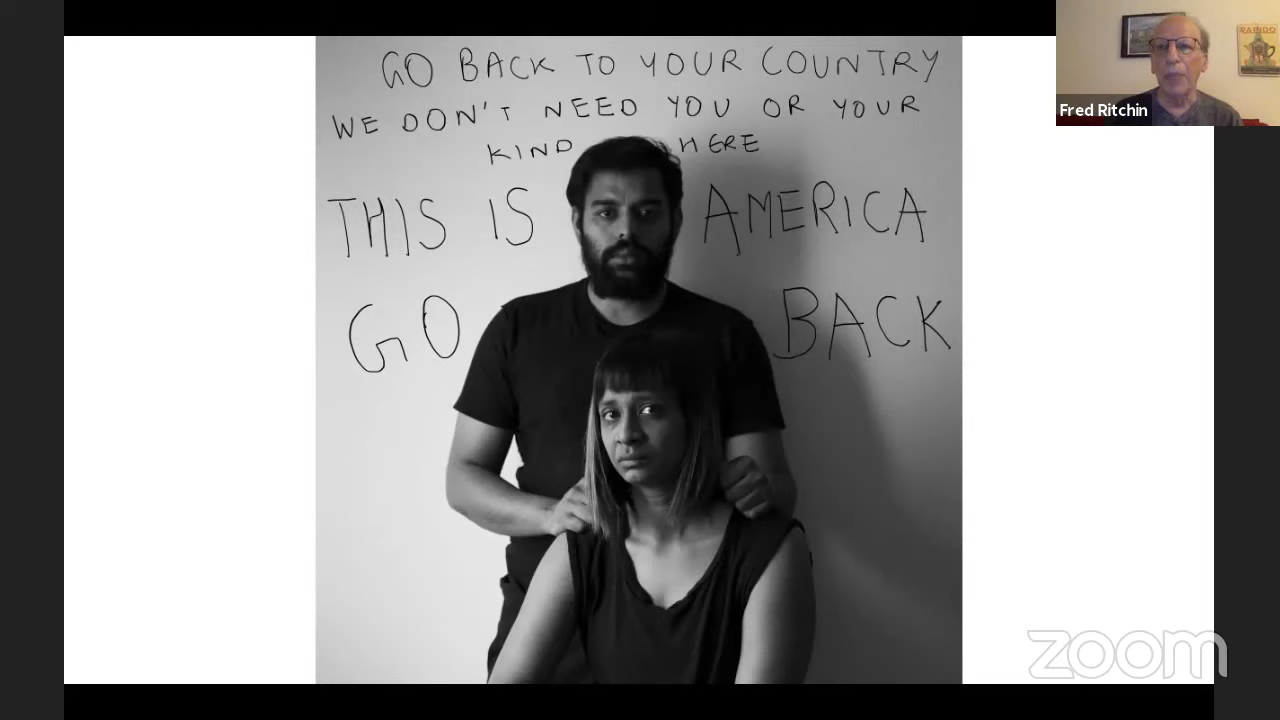 GO BACK TO YOUR COUNTRY
WE DON'T NEED YOU OR YOUR
KIND HERE
THIS IS AMERICA
GO BACK
Fred Ritchin
zoom